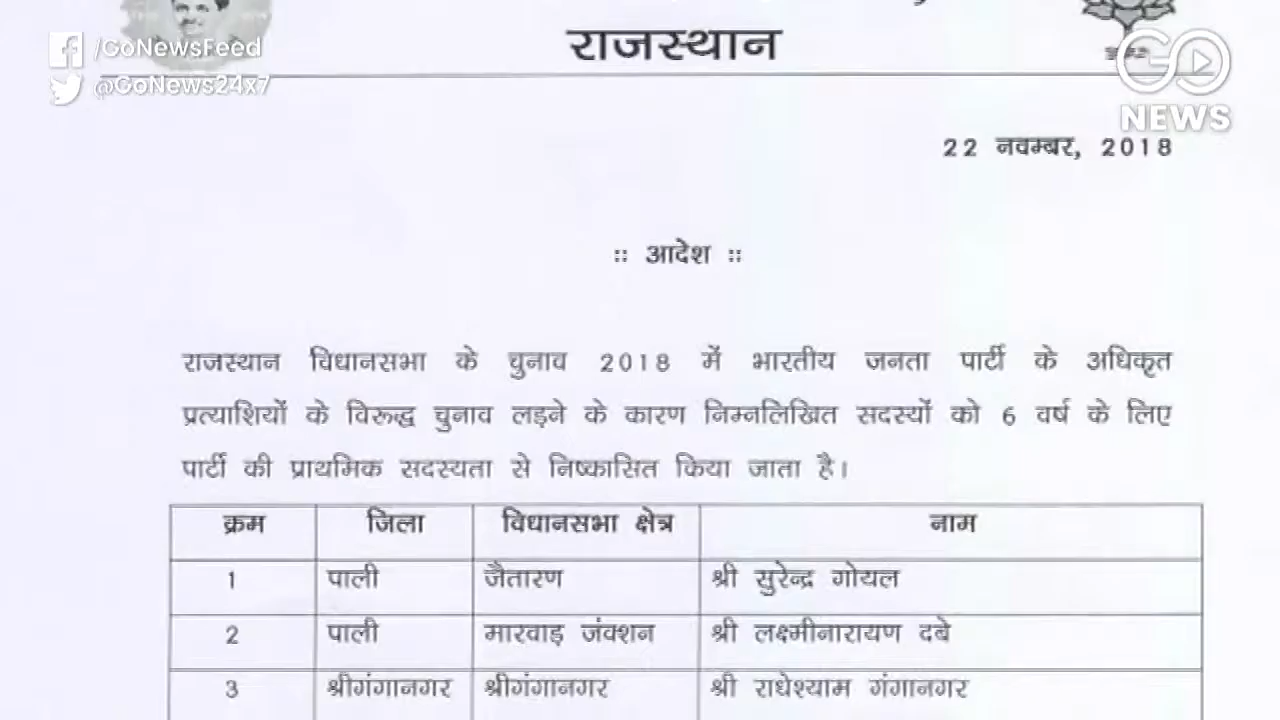 /GoNewsFeed
@GoNews24x7
GO
NEWS
राजस्थान
22 नवम्बर, 2018
:: आदेश ::
राजस्थान विधानसभा के चुनाव 2018 में भारतीय जनता पार्टी के अधिकृत
प्रत्याशियों के विरूद्ध चुनाव लड़ने के कारण निम्नलिखित सदस्यों को 6 वर्ष के लिए
पार्टी की प्राथमिक सदस्यता से निष्कासित किया जाता है।
क्रम जिला विधानसभा क्षेत्र नाम
1 पाली जैतारण श्री सुरेन्द्र गोयल
2 पाली मारवाड़ जंक्शन श्री लक्ष्मीनारायण दबे
3 श्रीगंगानगर श्रीगंगानगर श्री राधेश्याम गंगानगर